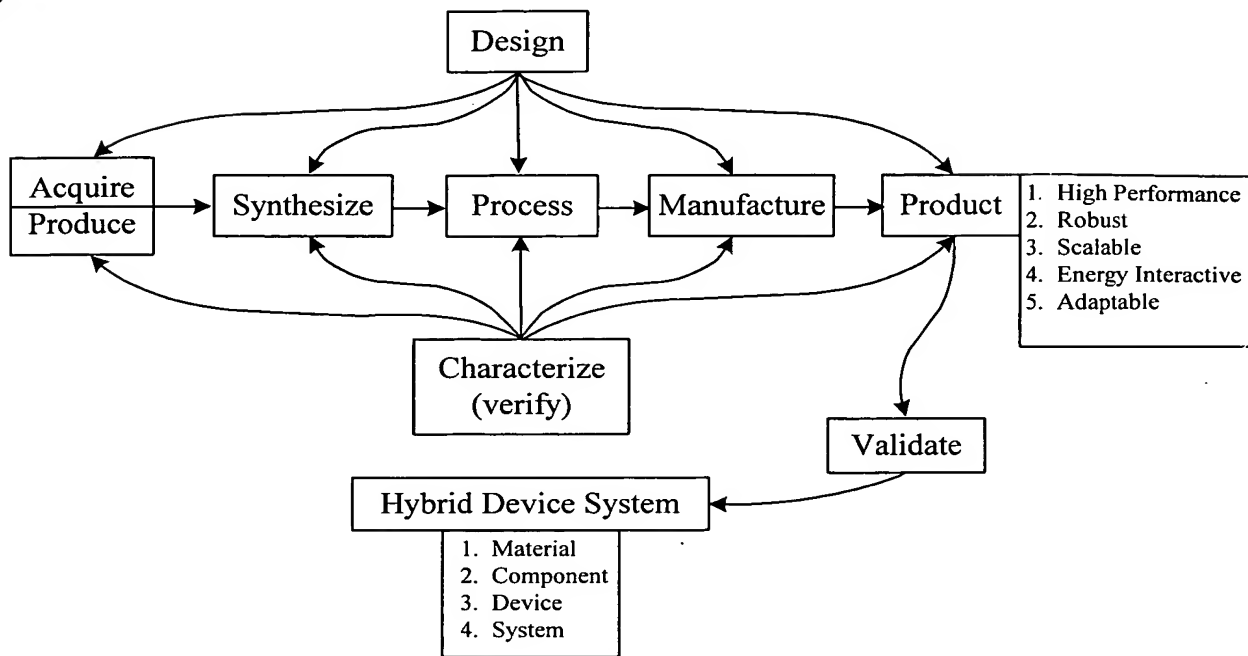 Design
Acquire
Produce
Synthesize
Process
Manufacture
Product
1. High Performance
2. Robust
3. Scalable
4. Energy Interactive
5. Adaptable
Characterize
(verify)
Validate
Hybrid Device System
1. Material
2. Component
3. Device
4. System